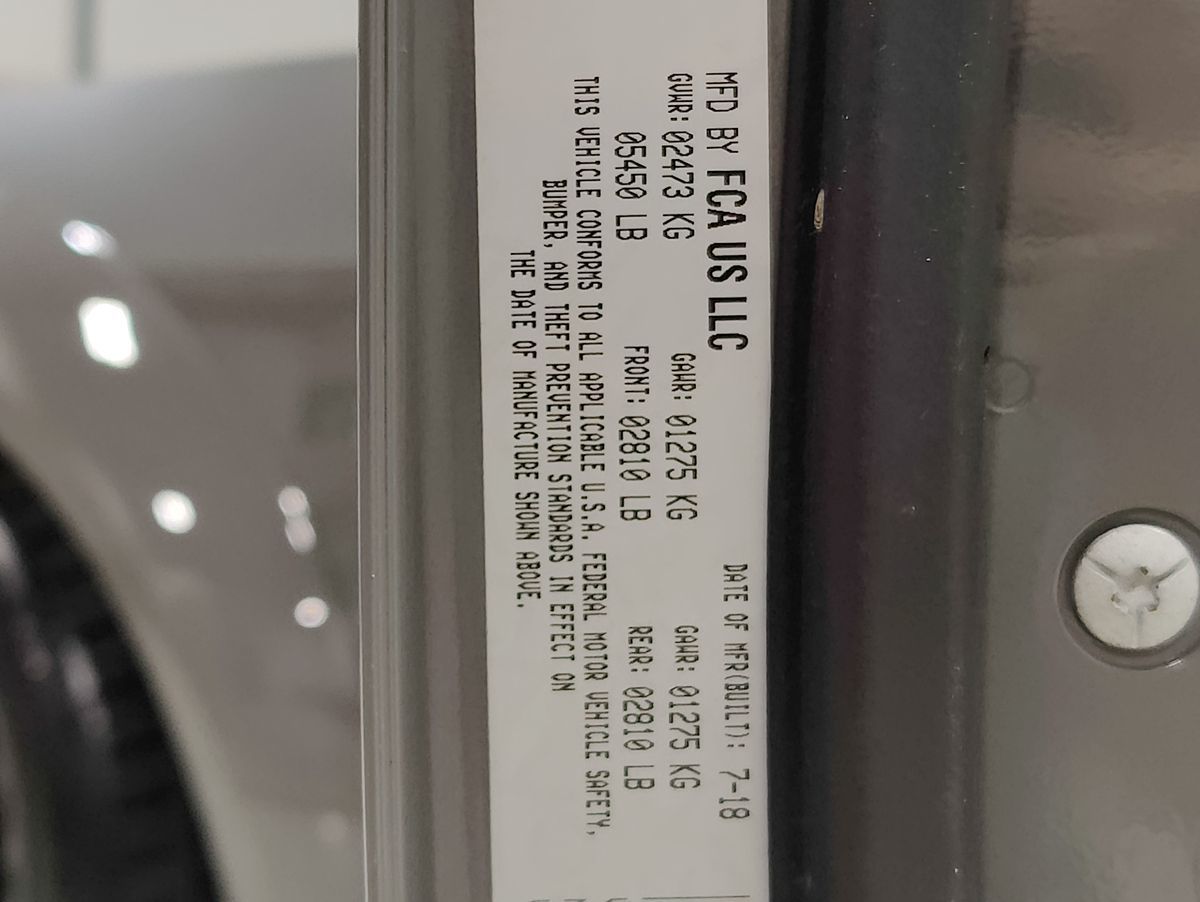 MFD BY FCA US LLC DATE OF MFR(BUILT): 7-18
GVWR: 02473 KG GAWR: 01275 KG GAWR: 01275 KG
05450 LB FRONT: 02810 LB REAR: 02810 LB
THIS VEHICLE CONFORMS TO ALL APPLICABLE U.S.A. FEDERAL MOTOR VEHICLE SAFETY,
BUMPER, AND THEFT PREVENTION STANDARDS IN EFFECT ON
THE DATE OF MANUFACTURE SHOWN ABOVE.